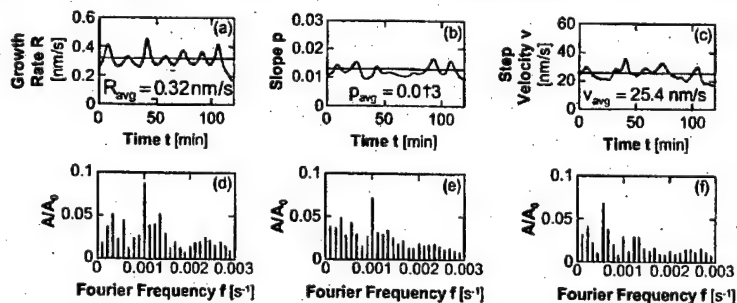 (a)
Growth
Rate R
[nm/s]
0.6
0.4
0.2
0
R_avg = 0.32nm/s
0 50 100
Time t [min]
(b)
Slope p
0.03
0.02
0.01
0
p_avg = 0.013
0 50 100
Time t [min]
(c)
Step
Velocity v
[nm/s]
60
40
20
0
v_avg = 25.4 nm/s
0 50 100
Time t [min]
(d)
A/A₀
0.1
0.05
0
0 0.001 0.002 0.003
Fourier Frequency f [s⁻¹]
(e)
A/A₀
0.1
0.05
0
0 0.001 0.002 0.003
Fourier Frequency f [s⁻¹]
(f)
A/A₀
0.1
0.05
0
0 0.001 0.002 0.003
Fourier Frequency f [s⁻¹]